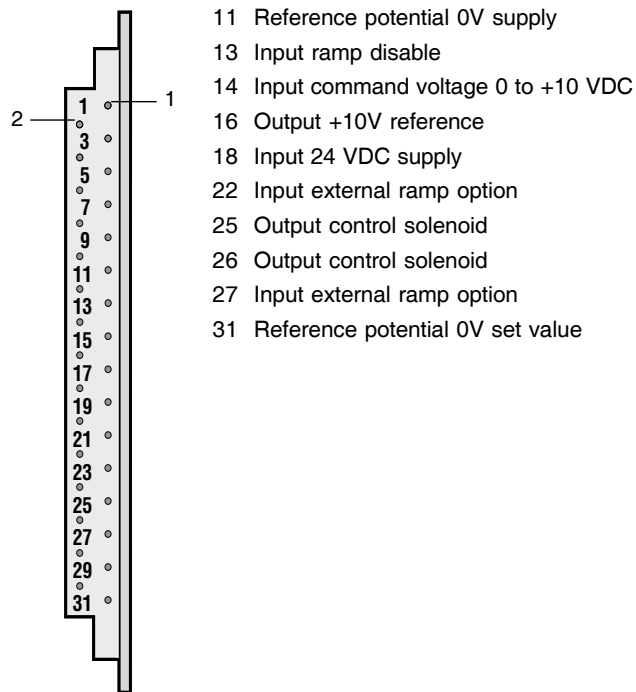 11 Reference potential 0V supply
13 Input ramp disable
14 Input command voltage 0 to +10 VDC
16 Output +10V reference
18 Input 24 VDC supply
22 Input external ramp option
25 Output control solenoid
26 Output control solenoid
27 Input external ramp option
31 Reference potential 0V set value
1
2
1
3
5
7
9
11
13
15
17
19
21
23
25
27
29
31